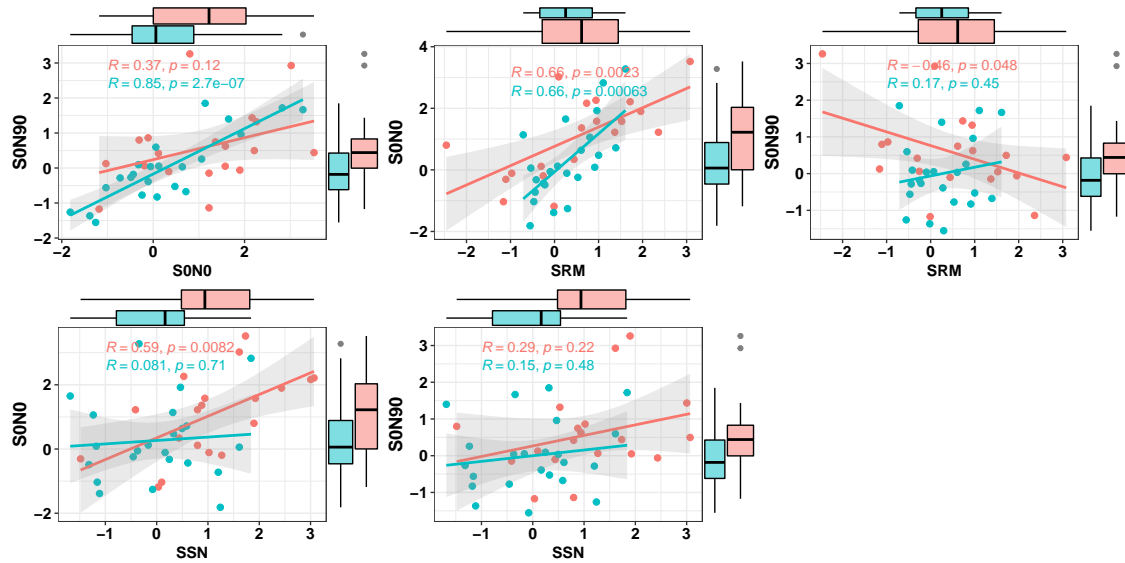 R = 0.37, p = 0.12
R = 0.85, p = 2.7e−07
S0N90
3
2
1
0
−1
−2
−2
0
2
S0N0
R = 0.66, p = 0.0023
R = 0.66, p = 0.00063
S0N0
4
2
0
−2
−2
−1
0
1
2
3
SRM
R = −0.46, p = 0.048
R = 0.17, p = 0.45
S0N90
3
2
1
0
−1
−2
−1
0
1
2
3
SRM
R = 0.59, p = 0.0082
R = 0.081, p = 0.71
S0N0
2
0
−2
−1
0
1
2
3
SSN
R = 0.29, p = 0.22
R = 0.15, p = 0.48
S0N90
3
2
1
0
−1
−1
0
1
2
3
SSN